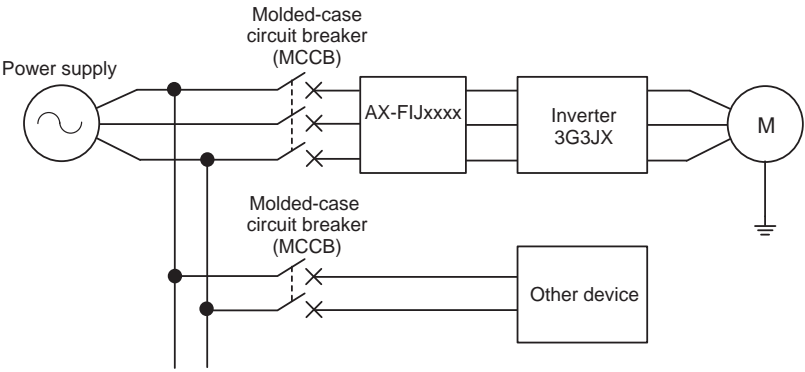 Molded-case
circuit breaker
(MCCB)
Power supply
AX-FIJxxxx
Inverter
3G3JX
M
Molded-case
circuit breaker
(MCCB)
Other device